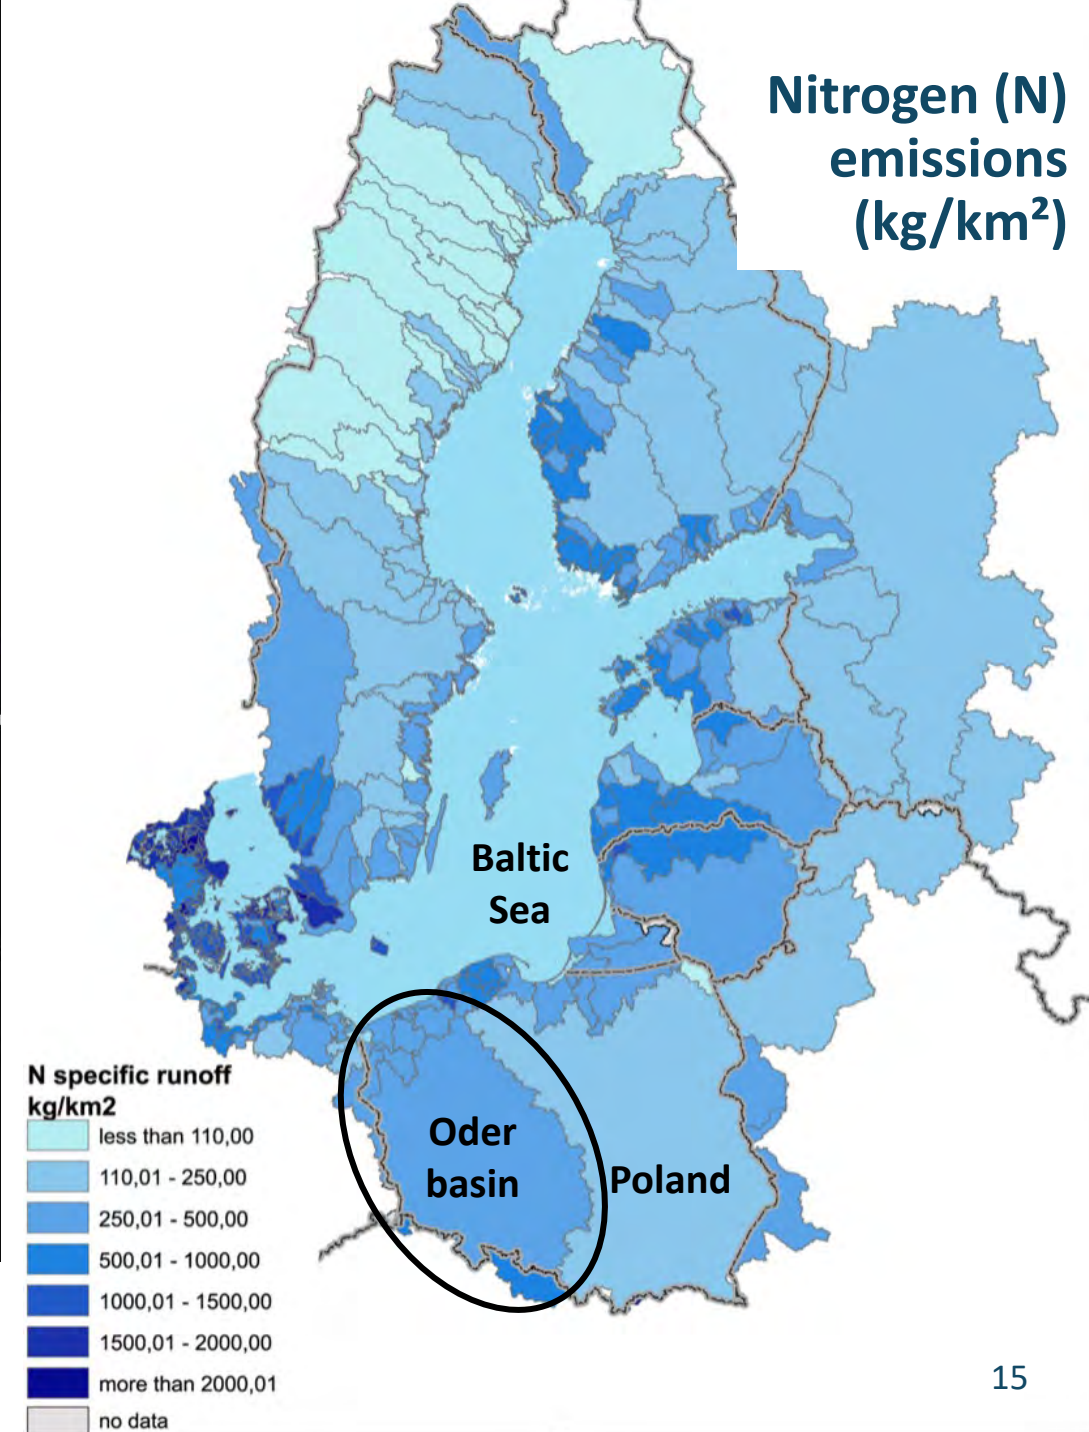 Nitrogen (N)
emissions
(kg/km²)
Baltic
Sea
Oder
basin
Poland
N specific runoff
kg/km2
less than 110,00
110,01 - 250,00
250,01 - 500,00
500,01 - 1000,00
1000,01 - 1500,00
1500,01 - 2000,00
more than 2000,01
no data
15